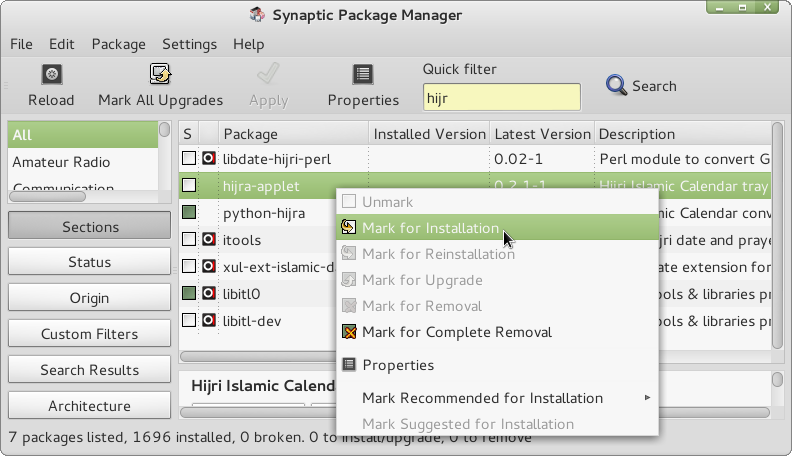 Synaptic Package Manager
File Edit Package Settings Help
Quick filter
Reload Mark All Upgrades Apply Properties hijr Search
All
Amateur Radio
Communication
Sections
Status
Origin
Custom Filters
Search Results
Architecture
S Package Installed Version Latest Version Description
libdate-hijri-perl 0.02-1 Perl module to convert G
hijra-applet 0.2.1-1 Hijri Islamic Calendar tray
python-hijra Calendar conv
itools jri date and praye
xul-ext-islamic-d ate extension for
libitl0 ools & libraries pr
libitl-dev ools & libraries pr
Unmark
Mark for Installation
Mark for Reinstallation
Mark for Upgrade
Mark for Removal
Mark for Complete Removal
Properties
Mark Recommended for Installation
Mark Suggested for Installation
Hijri Islamic Calend
7 packages listed, 1696 installed, 0 broken. 0 to install/upgrade, 0 to remove